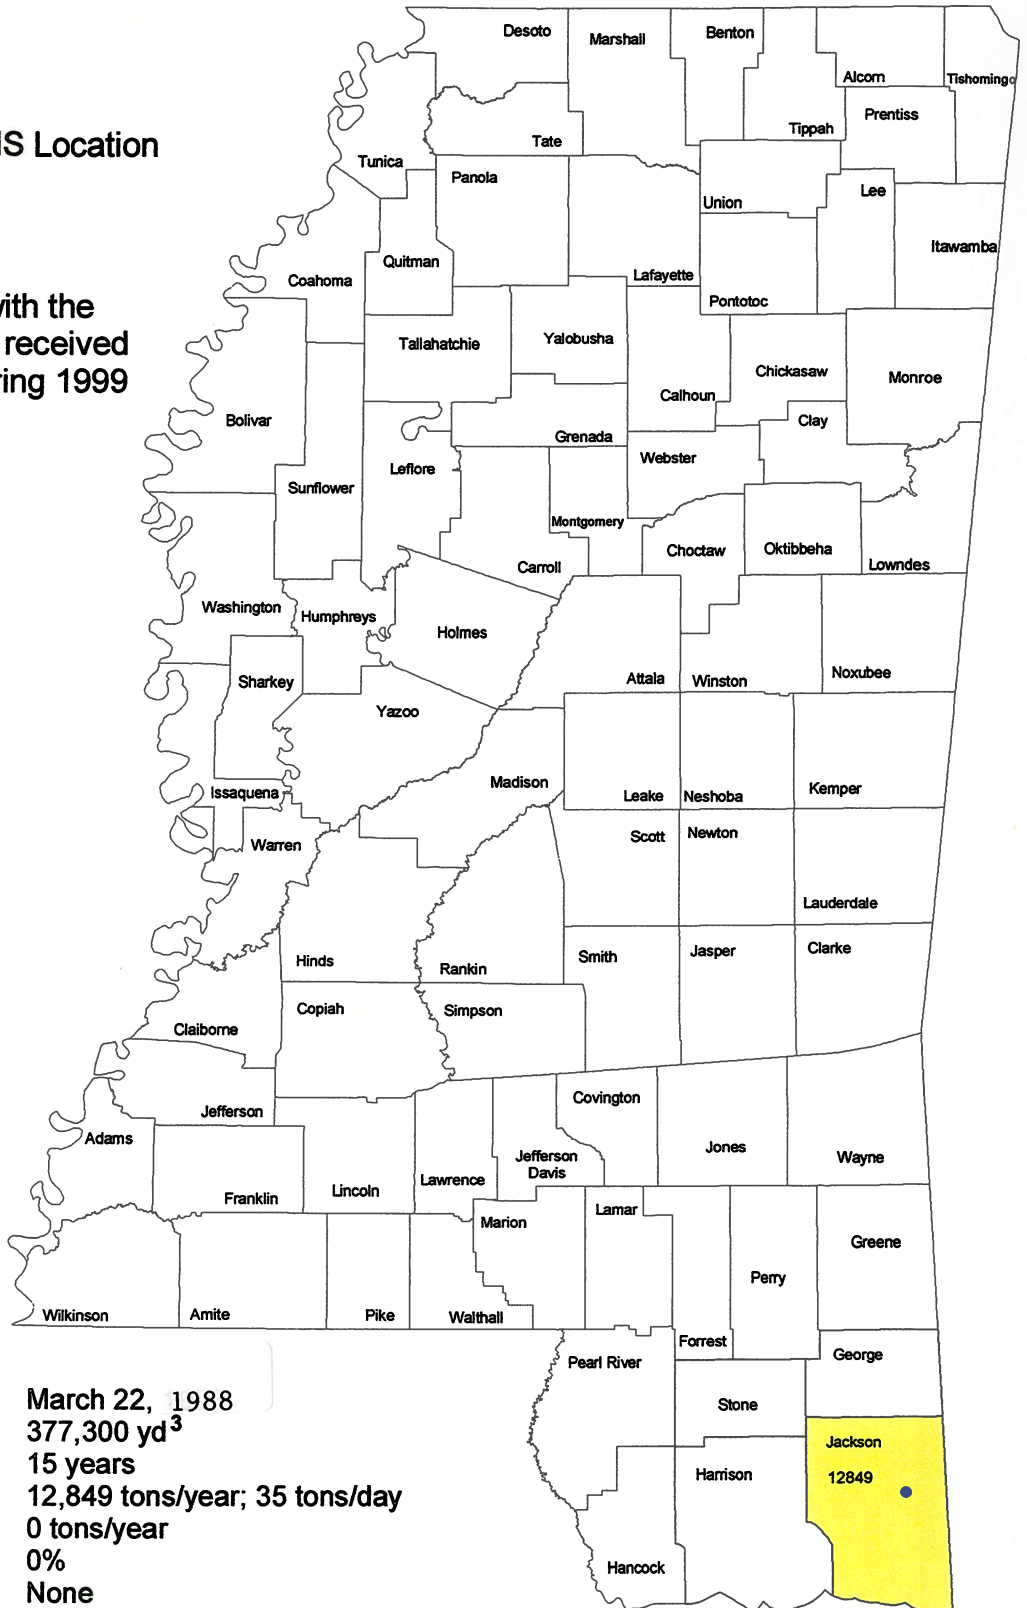 Desoto
Marshall
Benton
Alcorn
Tishomingo
Tippah
Prentiss
IS Location
Tate
Tunica
Panola
Union
Lee
Itawamba
Quitman
Coahoma
Lafayette
Pontotoc
with the
received
ring 1999
Tallahatchie
Yalobusha
Chickasaw
Monroe
Calhoun
Bolivar
Clay
Grenada
Webster
Leflore
Sunflower
Montgomery
Choctaw
Oktibbeha
Carroll
Lowndes
Washington
Humphreys
Holmes
Sharkey
Attala
Winston
Noxubee
Yazoo
Madison
Issaquena
Leake
Neshoba
Kemper
Warren
Scott
Newton
Lauderdale
Hinds
Rankin
Smith
Jasper
Clarke
Copiah
Simpson
Claiborne
Jefferson
Covington
Adams
Jones
Jefferson
Davis
Wayne
Franklin
Lincoln
Lawrence
Marion
Lamar
Greene
Perry
Wilkinson
Amite
Pike
Walthall
Forrest
Pearl River
George
Stone
March 22, 1988
377,300 yd³
15 years
12,849 tons/year; 35 tons/day
0 tons/year
0%
None
Jackson
12849
Harrison
Hancock